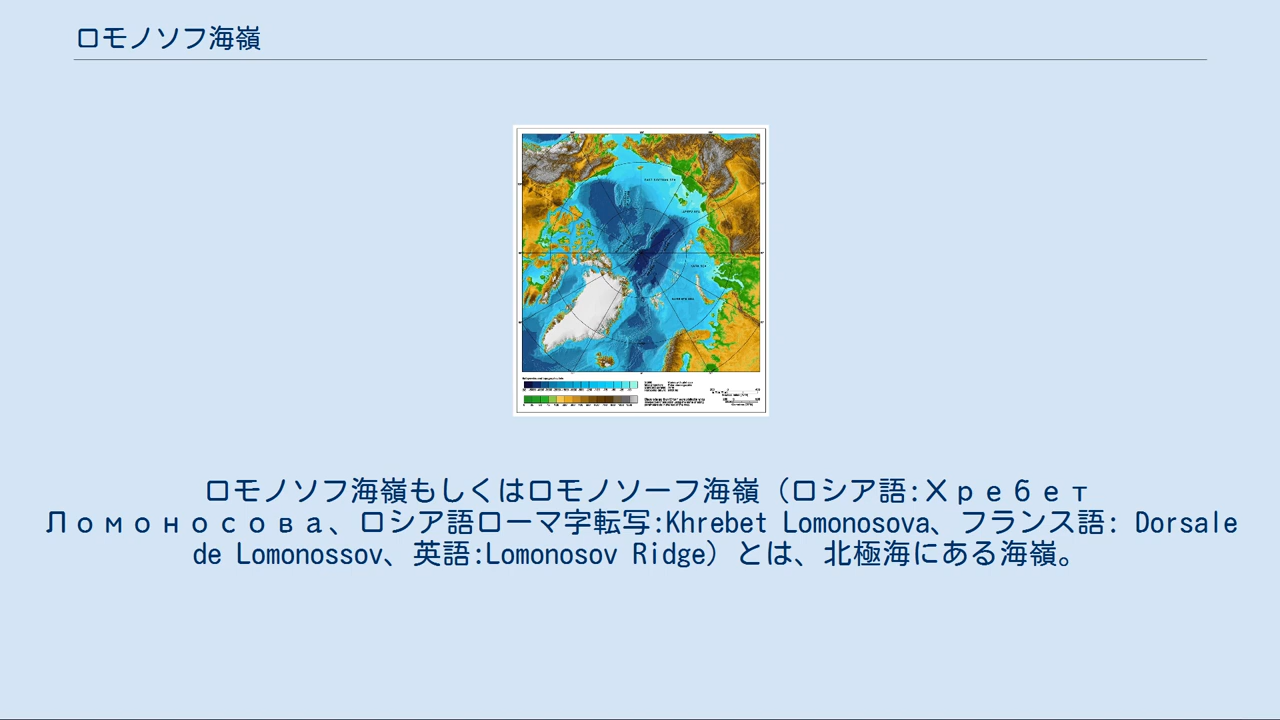 ロモノソフ海嶺
ロモノソフ海嶺もしくはロモノソーフ海嶺（ロシア語:Хребет
Ломоносова、ロシア語ローマ字転写:Khrebet Lomonosova、フランス語: Dorsale
de Lomonossov、英語:Lomonosov Ridge）とは、北極海にある海嶺。